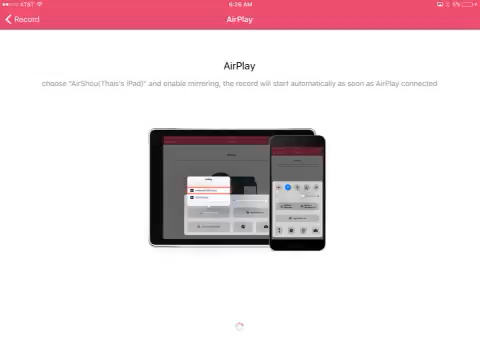 AT&T
6:26 AM
6%
Record
AirPlay
AirPlay
choose "AirShou(Thais's iPad)" and enable mirroring, the record will start automatically as soon as AirPlay connected